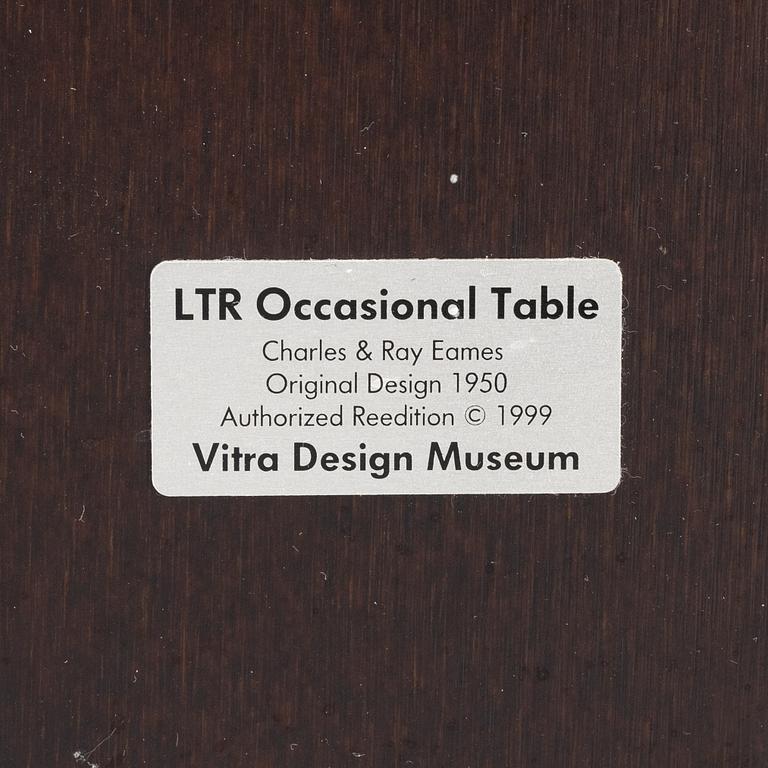 LTR Occasional Table
Charles & Ray Eames
Original Design 1950
Authorized Reedition © 1999
Vitra Design Museum